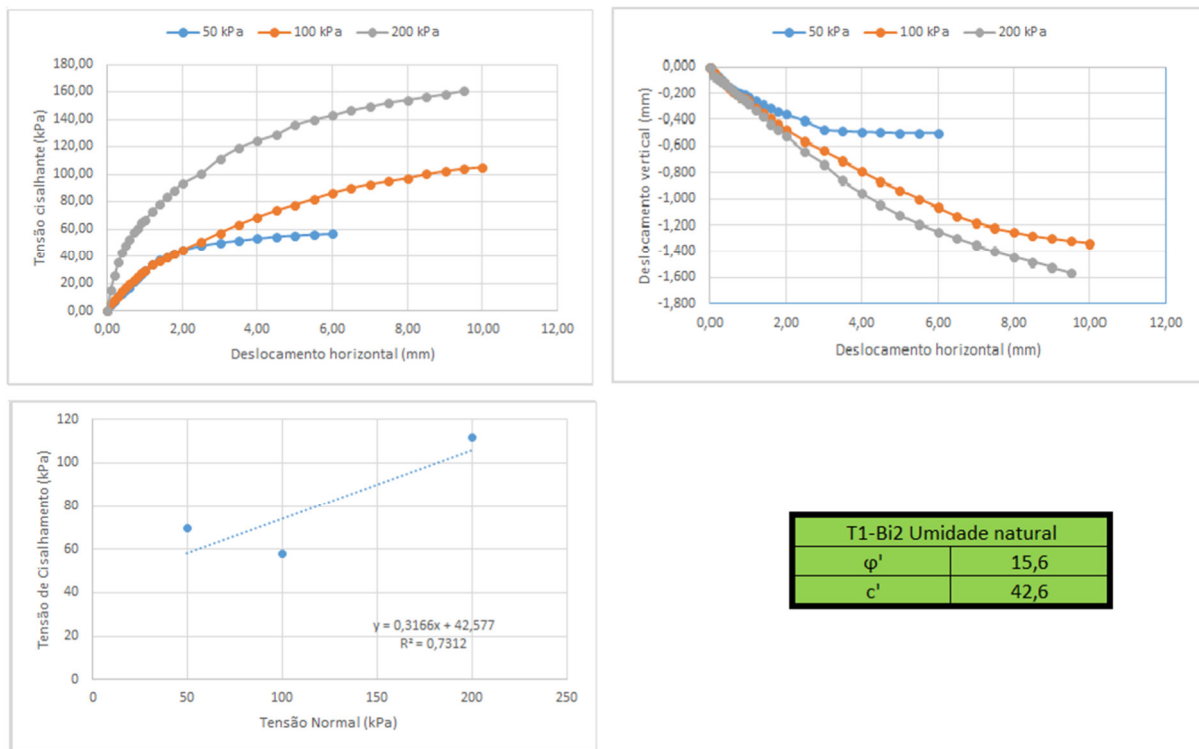 50 kPa 100 kPa 200 kPa
180,00
160,00
140,00
120,00
100,00
80,00
60,00
40,00
20,00
0,00
0,00 2,00 4,00 6,00 8,00 10,00 12,00
Tensão cisalhante (kPa)
Deslocamento horizontal (mm)
50 kPa 100 kPa 200 kPa
0,000
-0,200
-0,400
-0,600
-0,800
-1,000
-1,200
-1,400
-1,600
-1,800
0,00 2,00 4,00 6,00 8,00 10,00 12,00
Deslocamento vertical (mm)
Deslocamento horizontal (mm)
120
100
80
60
40
20
0
0 50 100 150 200 250
Tensão de Cisalhamento (kPa)
y = 0,3166x + 42,577
R² = 0,7312
Tensão Normal (kPa)
T1-Bi2 Umidade natural
φ' 15,6
c' 42,6